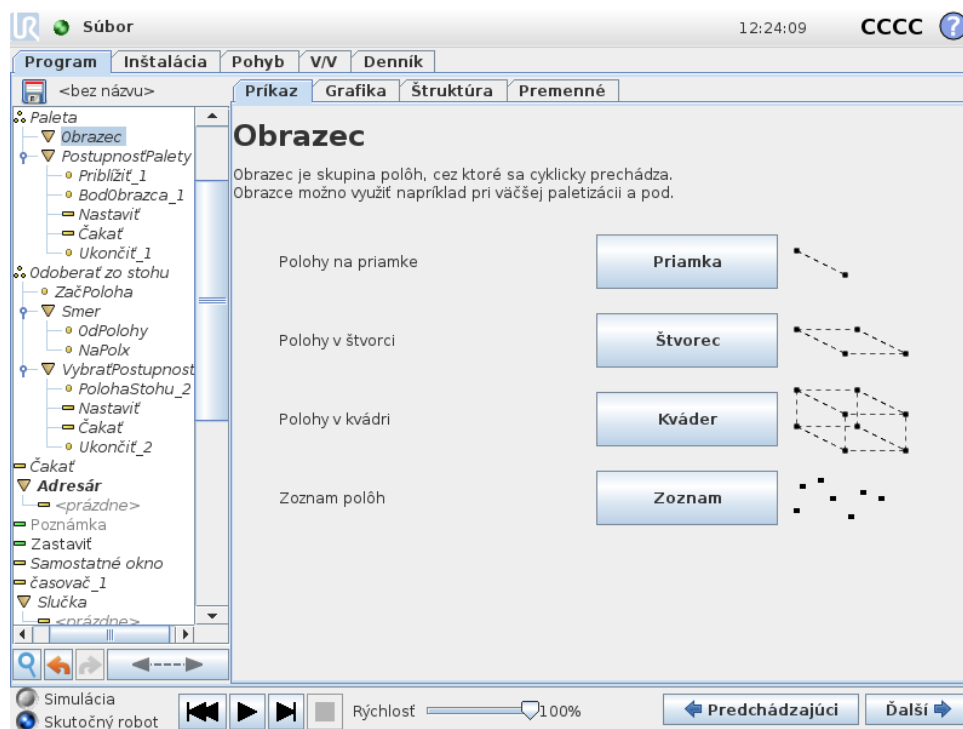 UR Súbor 12:24:09 CCCC ?
Program Inštalácia Pohyb V/V Denník
<bez názvu> Príkaz Grafika Štruktúra Premenné
Paleta
Obrazec
PostupnosťPalety
Priblížiť_1
BodObrazca_1
Nastaviť
Čakať
Ukončiť_1
Odoberať zo stohu
ZačPoloha
Smer
OdPolohy
NaPolx
VybraťPostupnosť
PolohaStohu_2
Nastaviť
Čakať
Ukončiť_2
Čakať
Adresár
<prázdne>
Poznámka
Zastaviť
Samostatné okno
časovač_1
Slučka
<prázdne>
Obrazec
Obrazec je skupina polôh, cez ktoré sa cyklicky prechádza.
Obrazce možno využiť napríklad pri väčšej paletizácii a pod.
Polohy na priamke Priamka
Polohy v štvorci Štvorec
Polohy v kvádri Kváder
Zoznam polôh Zoznam
Simulácia
Skutočný robot
Rýchlosť 100%
Predchádzajúci Ďalší